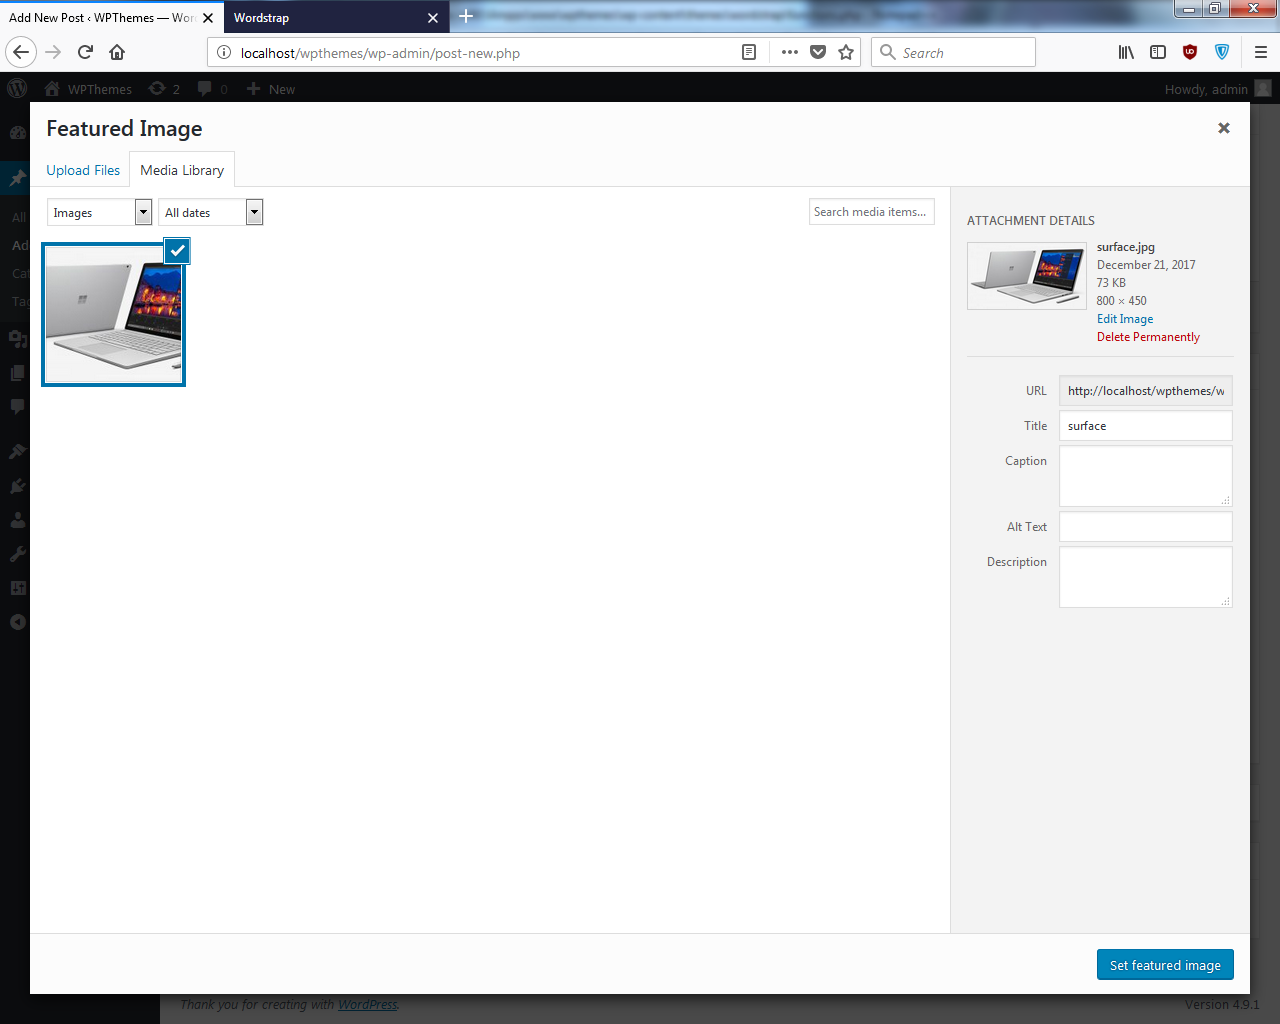 Add New Post ‹ WPThemes — Wor
Wordstrap
localhost/wpthemes/wp-admin/post-new.php
Search
WPThemes
2
0
New
Howdy, admin
Featured Image
Upload Files
Media Library
Images
All dates
Search media items...
All
Ad
Cat
Tag
ATTACHMENT DETAILS
surface.jpg
December 21, 2017
73 KB
800 × 450
Edit Image
Delete Permanently
URL
http://localhost/wpthemes/w
Title
surface
Caption
Alt Text
Description
Set featured image
Thank you for creating with WordPress.
Version 4.9.1